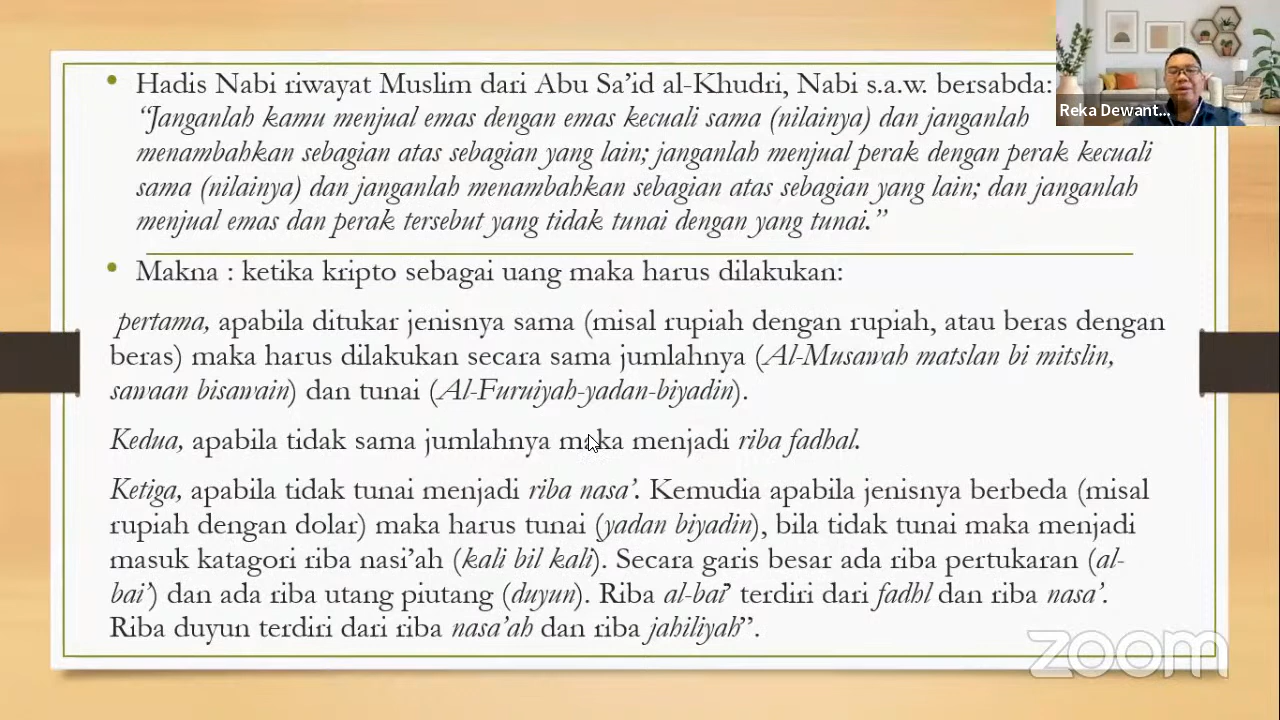 Hadis Nabi riwayat Muslim dari Abu Sa’id al-Khudri, Nabi s.a.w. bersabda:
“Janganlah kamu menjual emas dengan emas kecuali sama (nilainya) dan janganlah
menambahkan sebagian atas sebagian yang lain; janganlah menjual perak dengan perak kecuali
sama (nilainya) dan janganlah menambahkan sebagian atas sebagian yang lain; dan janganlah
menjual emas dan perak tersebut yang tidak tunai dengan yang tunai.”
Makna : ketika kripto sebagai uang maka harus dilakukan:
pertama, apabila ditukar jenisnya sama (misal rupiah dengan rupiah, atau beras dengan
beras) maka harus dilakukan secara sama jumlahnya (Al-Musawah matslan bi mitslin,
sawaan bisawain) dan tunai (Al-Furuiyah-yadan-biyadin).
Kedua, apabila tidak sama jumlahnya maka menjadi riba fadhal.
Ketiga, apabila tidak tunai menjadi riba nasa’. Kemudia apabila jenisnya berbeda (misal
rupiah dengan dolar) maka harus tunai (yadan biyadin), bila tidak tunai maka menjadi
masuk katagori riba nasi’ah (kali bil kali). Secara garis besar ada riba pertukaran (al-
bai’) dan ada riba utang piutang (duyun). Riba al-bai’ terdiri dari fadhl dan riba nasa’.
Riba duyun terdiri dari riba nasa’ah dan riba jahiliyah”.
Reka Dewant...
zoom